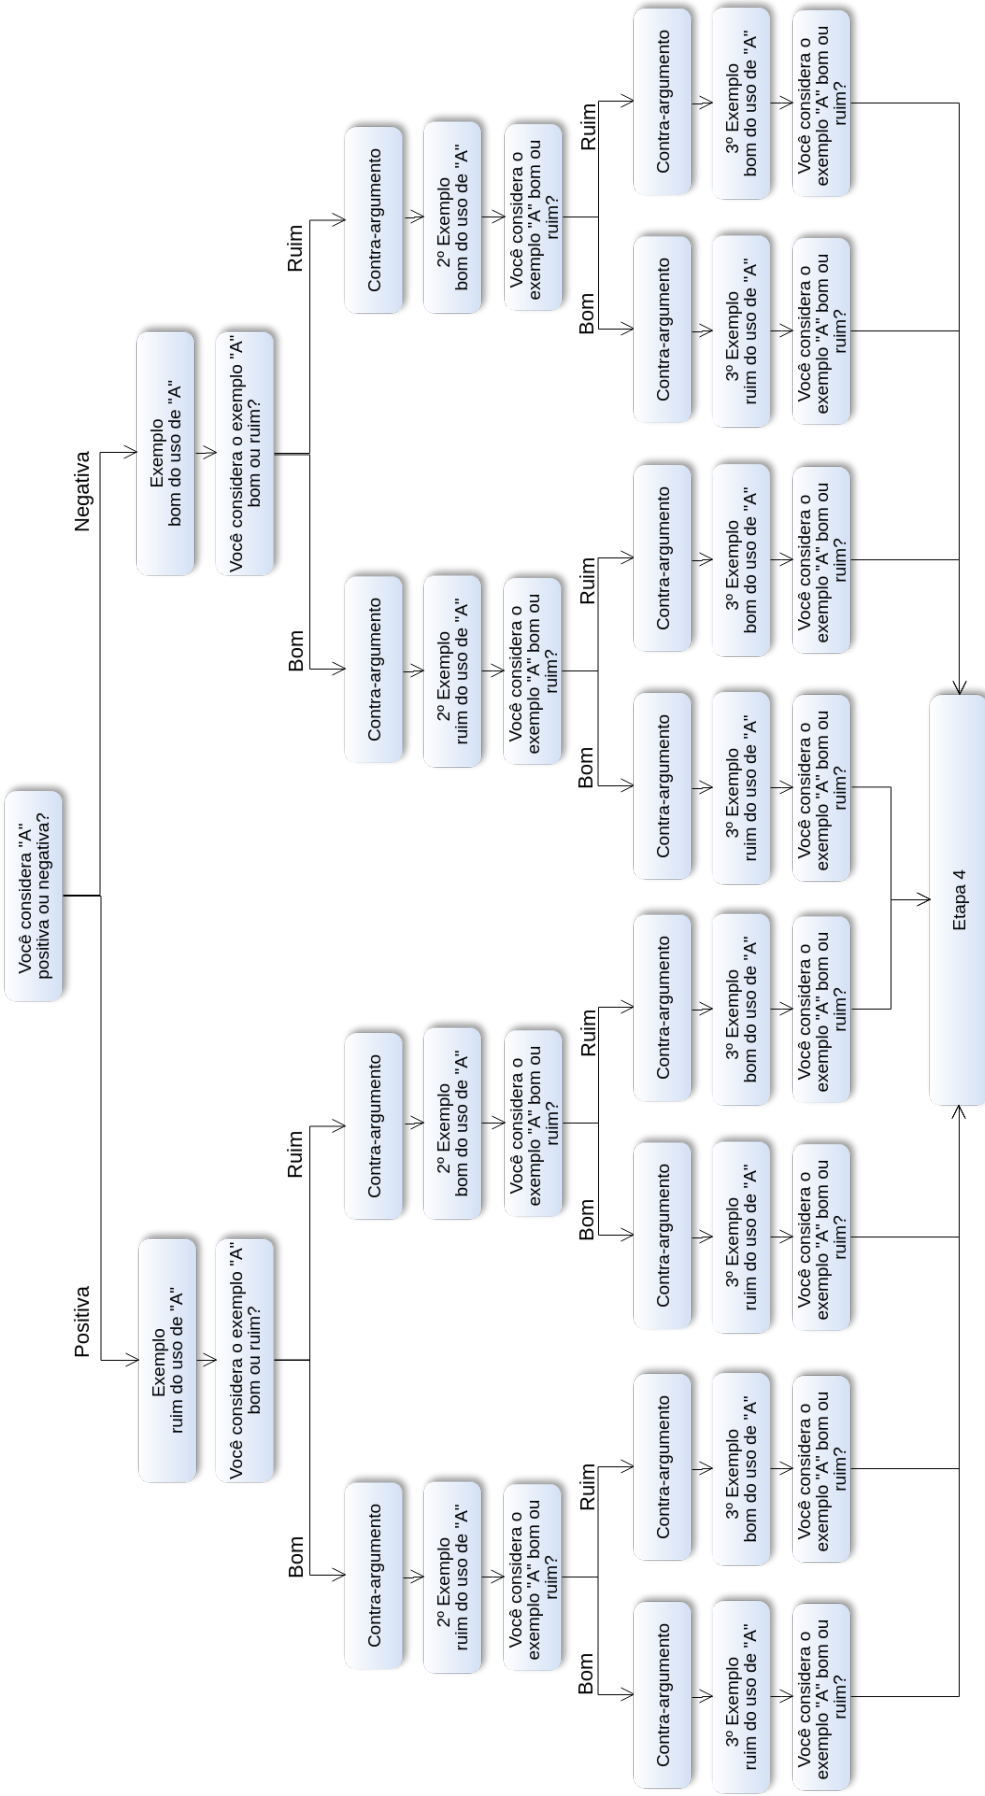 Você considera "A"
positiva ou negativa?
Positiva
Negativa
Exemplo
ruim do uso de "A"
Exemplo
bom do uso de "A"
Você considera o exemplo "A"
bom ou ruim?
Você considera o exemplo "A"
bom ou ruim?
Bom
Ruim
Bom
Ruim
Contra-argumento
Contra-argumento
Contra-argumento
Contra-argumento
2º Exemplo
ruim do uso de "A"
2º Exemplo
bom do uso de "A"
2º Exemplo
ruim do uso de "A"
2º Exemplo
bom do uso de "A"
Você considera o
exemplo "A" bom ou
ruim?
Você considera o
exemplo "A" bom ou
ruim?
Você considera o
exemplo "A" bom ou
ruim?
Você considera o
exemplo "A" bom ou
ruim?
Bom
Ruim
Bom
Ruim
Bom
Ruim
Bom
Ruim
Contra-argumento
Contra-argumento
Contra-argumento
Contra-argumento
Contra-argumento
Contra-argumento
Contra-argumento
Contra-argumento
3º Exemplo
ruim do uso de "A"
3º Exemplo
bom do uso de "A"
3º Exemplo
ruim do uso de "A"
3º Exemplo
bom do uso de "A"
3º Exemplo
ruim do uso de "A"
3º Exemplo
bom do uso de "A"
3º Exemplo
ruim do uso de "A"
3º Exemplo
bom do uso de "A"
Você considera o
exemplo "A" bom ou
ruim?
Você considera o
exemplo "A" bom ou
ruim?
Você considera o
exemplo "A" bom ou
ruim?
Você considera o
exemplo "A" bom ou
ruim?
Você considera o
exemplo "A" bom ou
ruim?
Você considera o
exemplo "A" bom ou
ruim?
Você considera o
exemplo "A" bom ou
ruim?
Você considera o
exemplo "A" bom ou
ruim?
Etapa 4